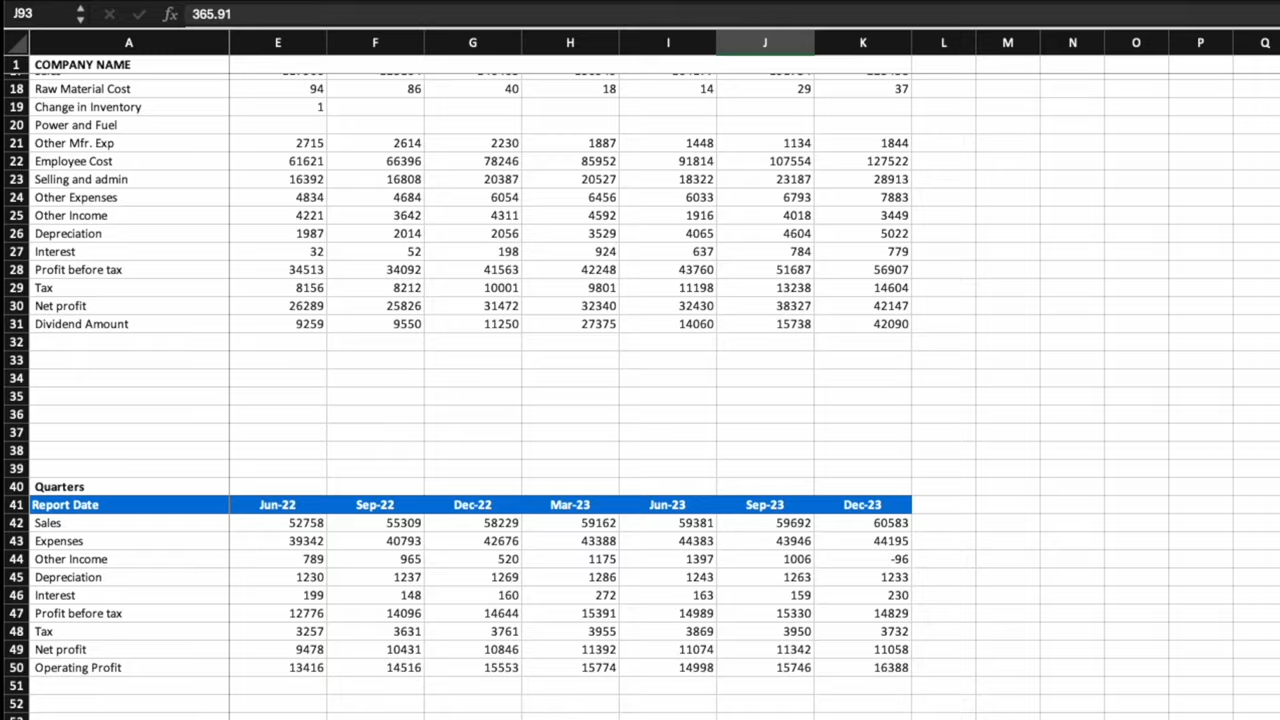 J93 fx 365.91
A E F G H I J K L M N O P Q
1 COMPANY NAME
18 Raw Material Cost 94 86 40 18 14 29 37
19 Change in Inventory 1
20 Power and Fuel
21 Other Mfr. Exp 2715 2614 2230 1887 1448 1134 1844
22 Employee Cost 61621 66396 78246 85952 91814 107554 127522
23 Selling and admin 16392 16808 20387 20527 18322 23187 28913
24 Other Expenses 4834 4684 6054 6456 6033 6793 7883
25 Other Income 4221 3642 4311 4592 1916 4018 3449
26 Depreciation 1987 2014 2056 3529 4065 4604 5022
27 Interest 32 52 198 924 637 784 779
28 Profit before tax 34513 34092 41563 42248 43760 51687 56907
29 Tax 8156 8212 10001 9801 11198 13238 14604
30 Net profit 26289 25826 31472 32340 32430 38327 42147
31 Dividend Amount 9259 9550 11250 27375 14060 15738 42090
32
33
34
35
36
37
38
39
40 Quarters
41 Report Date Jun-22 Sep-22 Dec-22 Mar-23 Jun-23 Sep-23 Dec-23
42 Sales 52758 55309 58229 59162 59381 59692 60583
43 Expenses 39342 40793 42676 43388 44383 43946 44195
44 Other Income 789 965 520 1175 1397 1006 -96
45 Depreciation 1230 1237 1269 1286 1243 1263 1233
46 Interest 199 148 160 272 163 159 230
47 Profit before tax 12776 14096 14644 15391 14989 15330 14829
48 Tax 3257 3631 3761 3955 3869 3950 3732
49 Net profit 9478 10431 10846 11392 11074 11342 11058
50 Operating Profit 13416 14516 15553 15774 14998 15746 16388
51
52